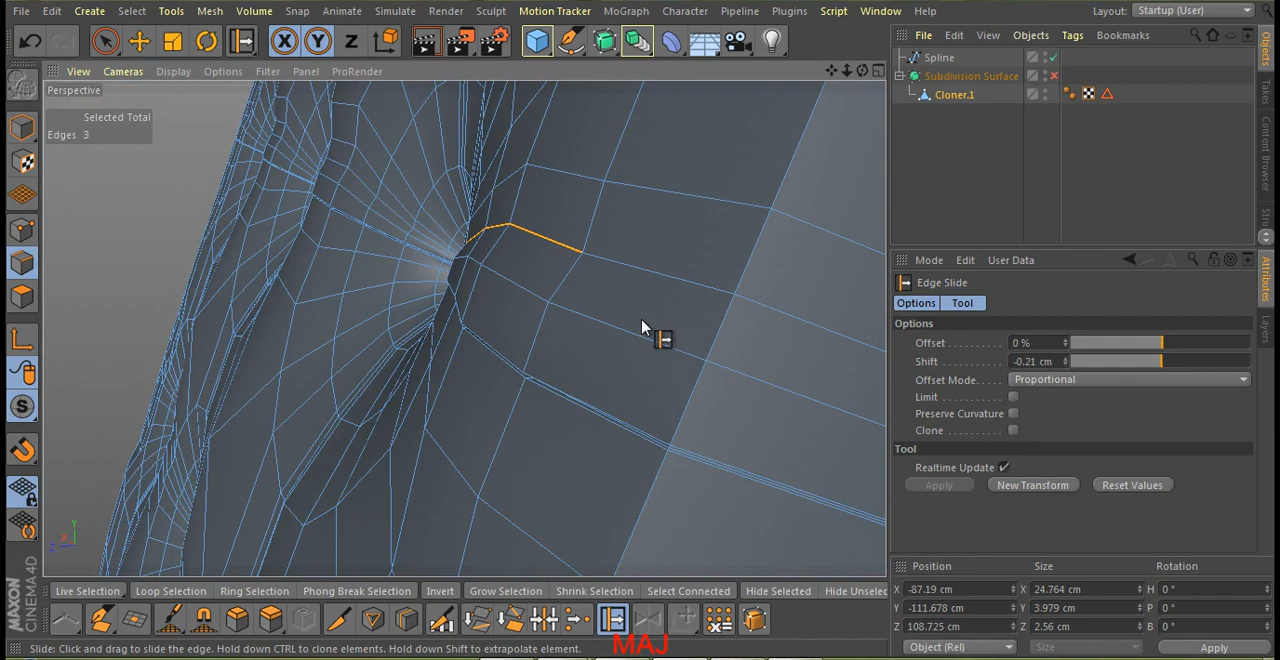 File Edit Create Select Tools Mesh Volume Snap Animate Simulate Render Sculpt Motion Tracker MoGraph Character Pipeline Plugins Script Window Help Layout: Startup (User)
X Y Z
File Edit View Objects Tags Bookmarks
View Cameras Display Options Filter Panel ProRender
Spline
Subdivision Surface
Cloner.1
Perspective
Selected Total
Edges 3
Objects
Takes
Content Browser
Stru
Mode Edit User Data
Edge Slide
Options Tool
Options
Offset 0 %
Shift -0.21 cm
Offset Mode Proportional
Limit
Preserve Curvature
Clone
Tool
Realtime Update
Apply New Transform Reset Values
Attributes
Layers
Y
X
Z
S
Position Size Rotation
X -87.19 cm X 24.764 cm H 0 °
Y -111.678 cm Y 3.979 cm P 0 °
Z 108.725 cm Z 2.56 cm B 0 °
Object (Rel) Size Apply
Live Selection Loop Selection Ring Selection Phong Break Selection Invert Grow Selection Shrink Selection Select Connected Hide Selected Hide Unselec
Slide: Click and drag to slide the edge. Hold down CTRL to clone elements. Hold down Shift to extrapolate element.
MAJ
MAXON
CINEMA 4D